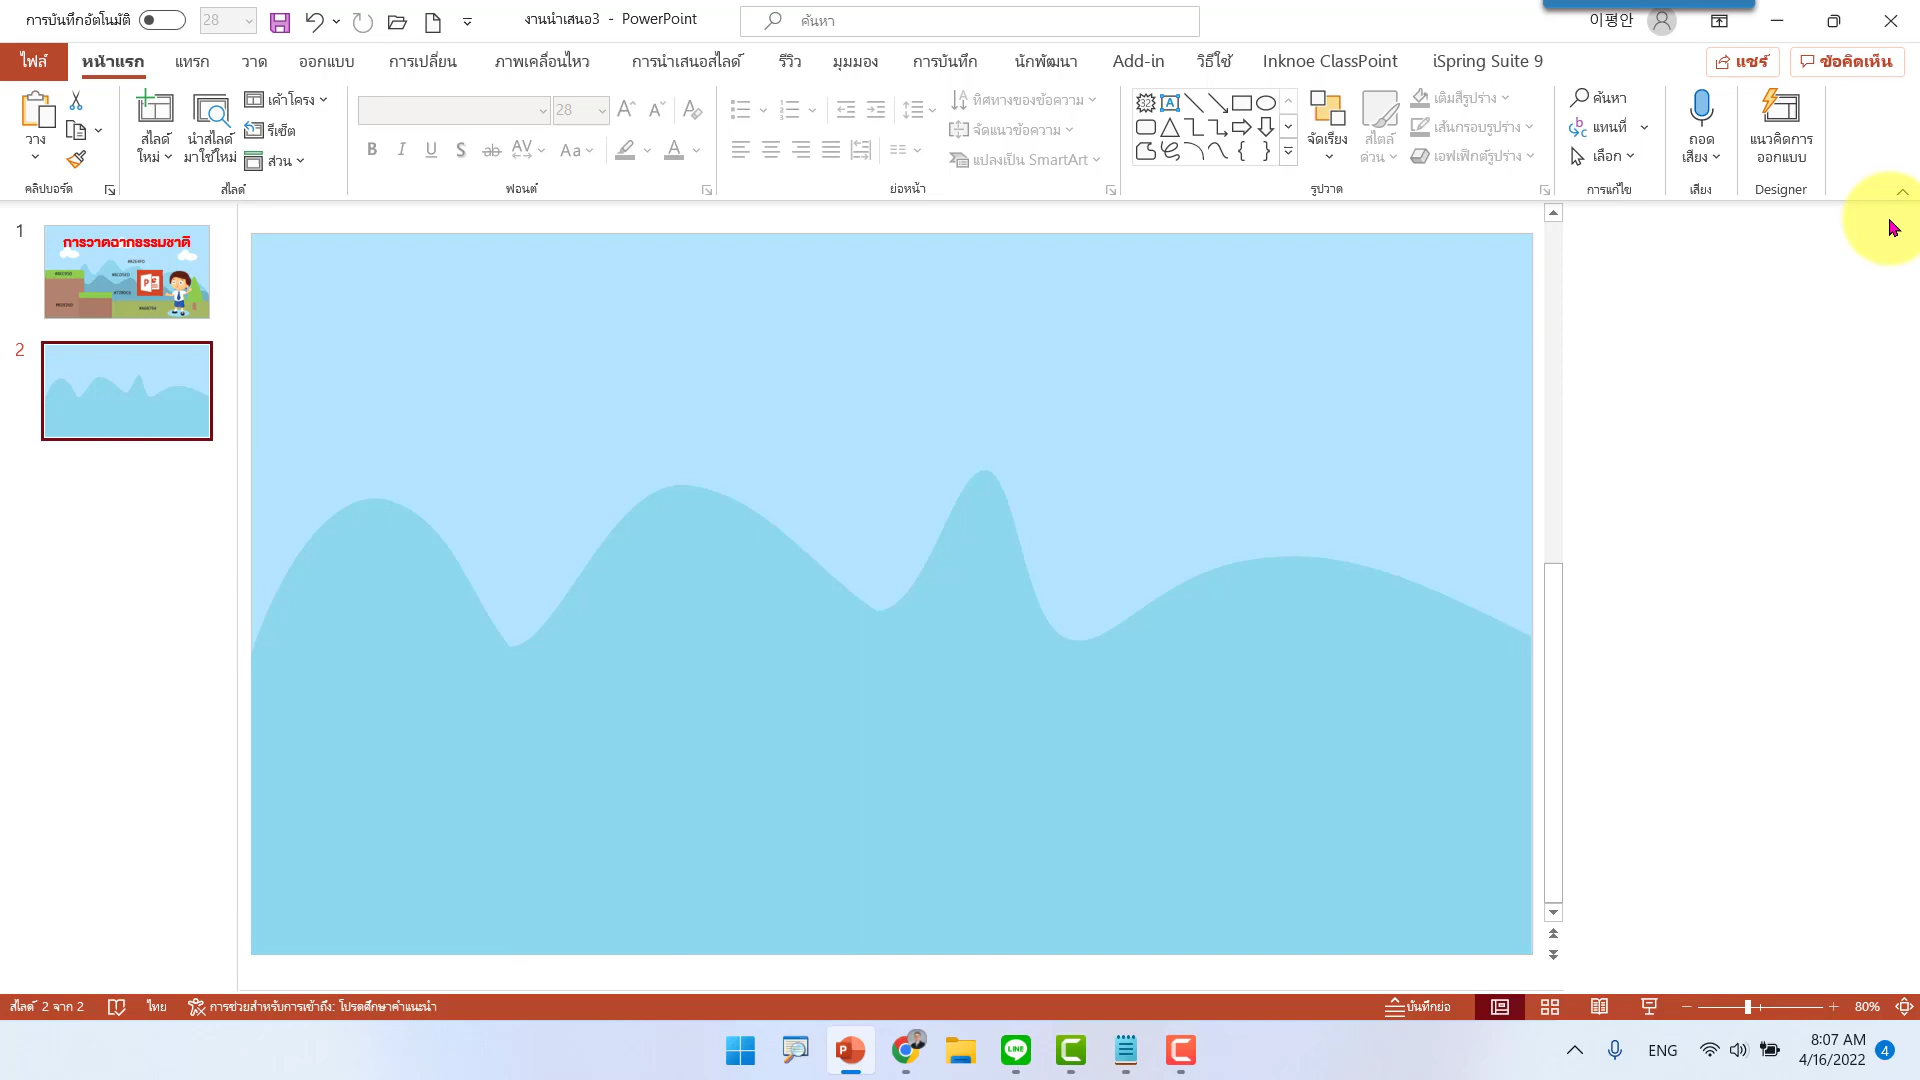 การบันทึกอัตโนมัติ
28
งานนำเสนอ3 - PowerPoint
ค้นหา
이평안
ไฟล์ หน้าแรก แทรก วาด ออกแบบ การเปลี่ยน ภาพเคลื่อนไหว การนำเสนอสไลด์ รีวิว มุมมอง การบันทึก นักพัฒนา Add-in วิธีใช้ Inknoe ClassPoint iSpring Suite 9 แชร์ ข้อคิดเห็น
วาง
คลิปบอร์ด
สไลด์
ใหม่
นำสไลด์
มาใช้ใหม่
เค้าโครง
รีเซ็ต
ส่วน
สไลด์
28
B I U S ab AV Aa A
ฟอนต์
ทิศทางของข้อความ
จัดแนวข้อความ
แปลงเป็น SmartArt
ย่อหน้า
จัดเรียง
สไตล์
ด่วน
เติมสีรูปร่าง
เส้นกรอบรูปร่าง
เอฟเฟ็กต์รูปร่าง
รูปวาด
ค้นหา
แทนที่
เลือก
การแก้ไข
ถอด
เสียง
เสียง
แนวคิดการ
ออกแบบ
Designer
1
การวาดฉากธรรมชาติ
2
สไลด์ 2 จาก 2
ไทย
การช่วยสำหรับการเข้าถึง: โปรดศึกษาคำแนะนำ
บันทึกย่อ
80%
LINE
ENG
8:07 AM
4/16/2022
4